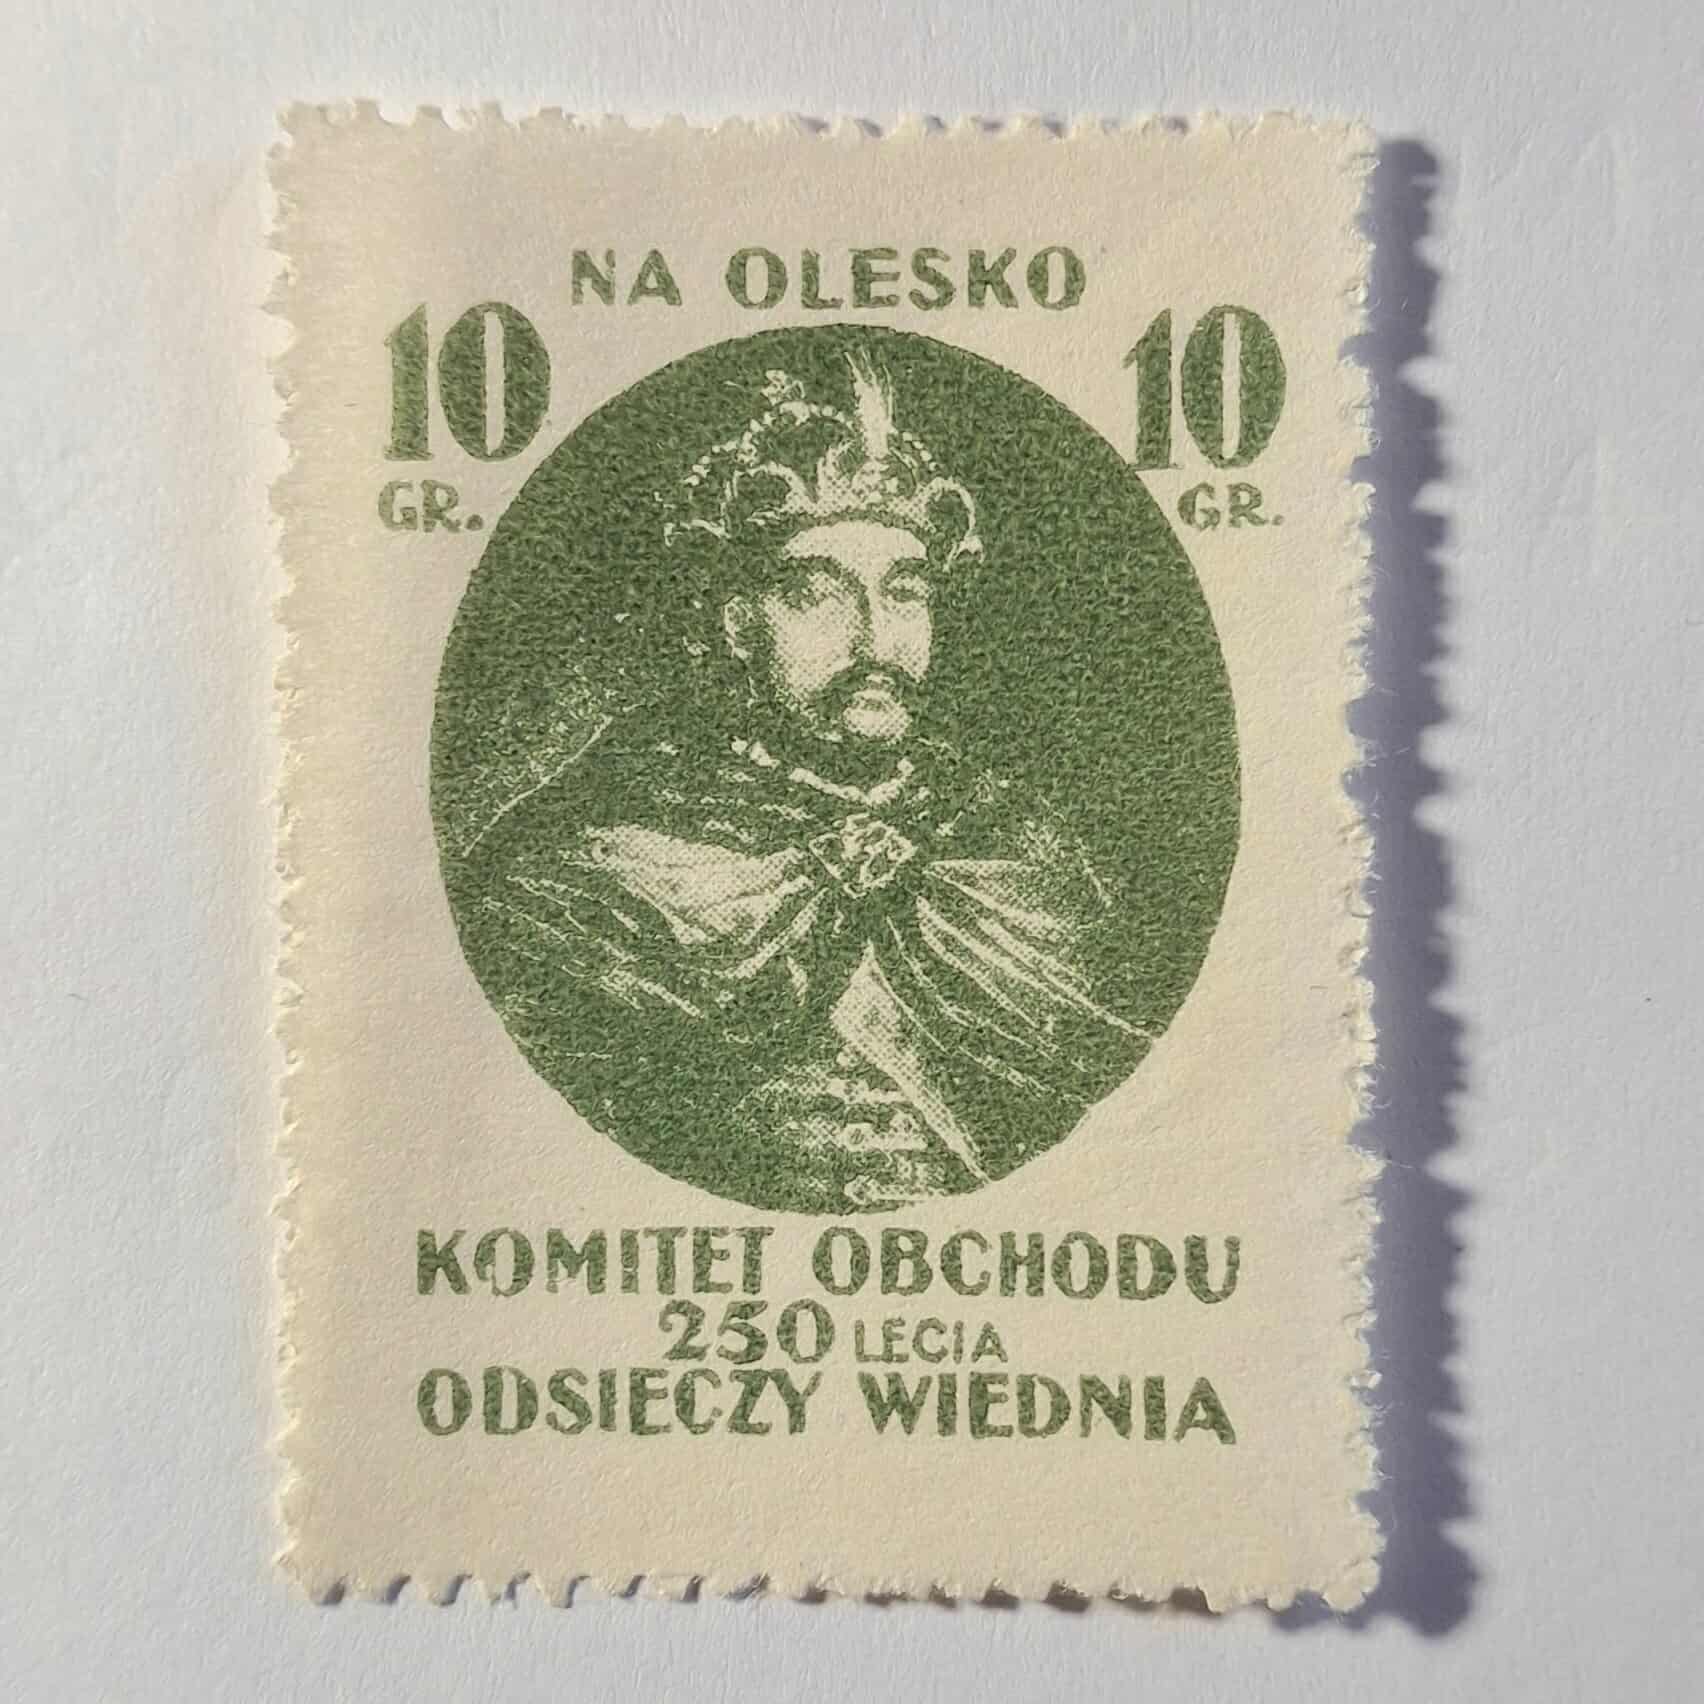 NA OLESKO
10 10
GR. GR.
KOMITET OBCHODU
250 LECIA
ODSIECZY WIEDNIA